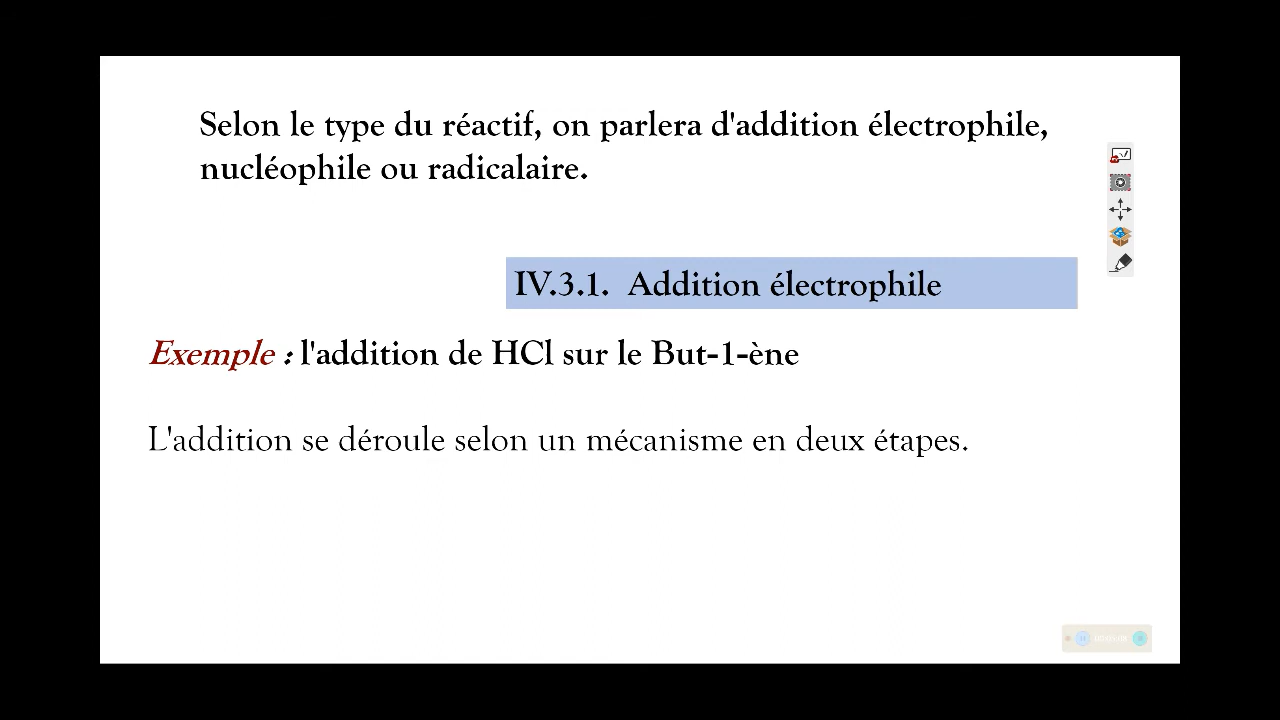 Selon le type du réactif, on parlera d'addition électrophile,
nucléophile ou radicalaire.
IV.3.1. Addition électrophile
Exemple : l'addition de HCl sur le But-1-ène
L'addition se déroule selon un mécanisme en deux étapes.